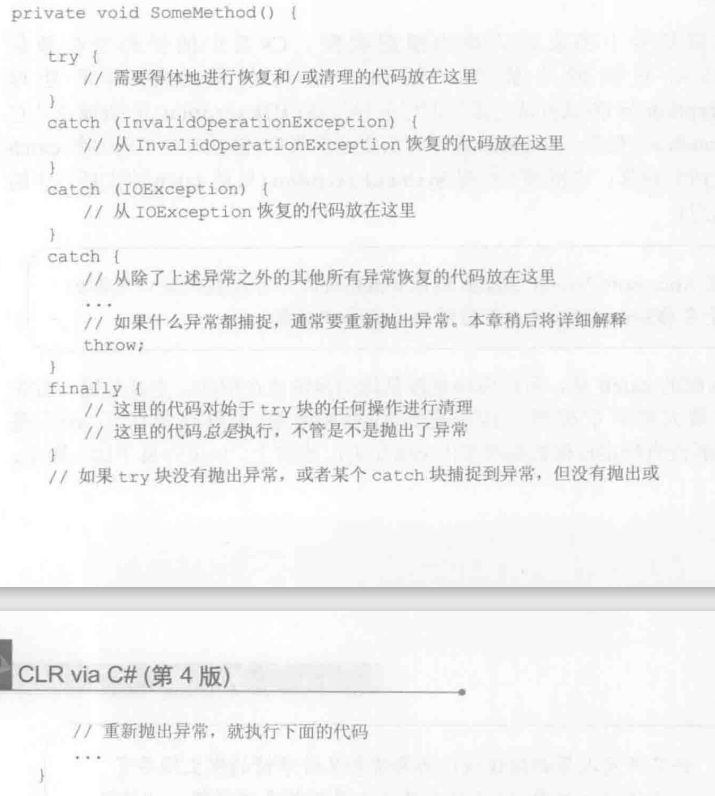 private void SomeMethod() {
try {
// 需要得体地进行恢复和/或清理的代码放在这里
}
catch (InvalidOperationException) {
// 从 InvalidOperationException 恢复的代码放在这里
}
catch (IOException) {
// 从 IOException 恢复的代码放在这里
}
catch {
// 从除了上述异常之外的其他所有异常恢复的代码放在这里
...
// 如果什么异常都捕捉，通常要重新抛出异常。本章稍后将详细解释
throw;
}
finally {
// 这里的代码对始于 try 块的任何操作进行清理
// 这里的代码总是执行，不管是不是抛出了异常
}
// 如果 try 块没有抛出异常，或者某个 catch 块捕捉到异常，但没有抛出或
CLR via C# (第 4 版)
// 重新抛出异常，就执行下面的代码
...
}